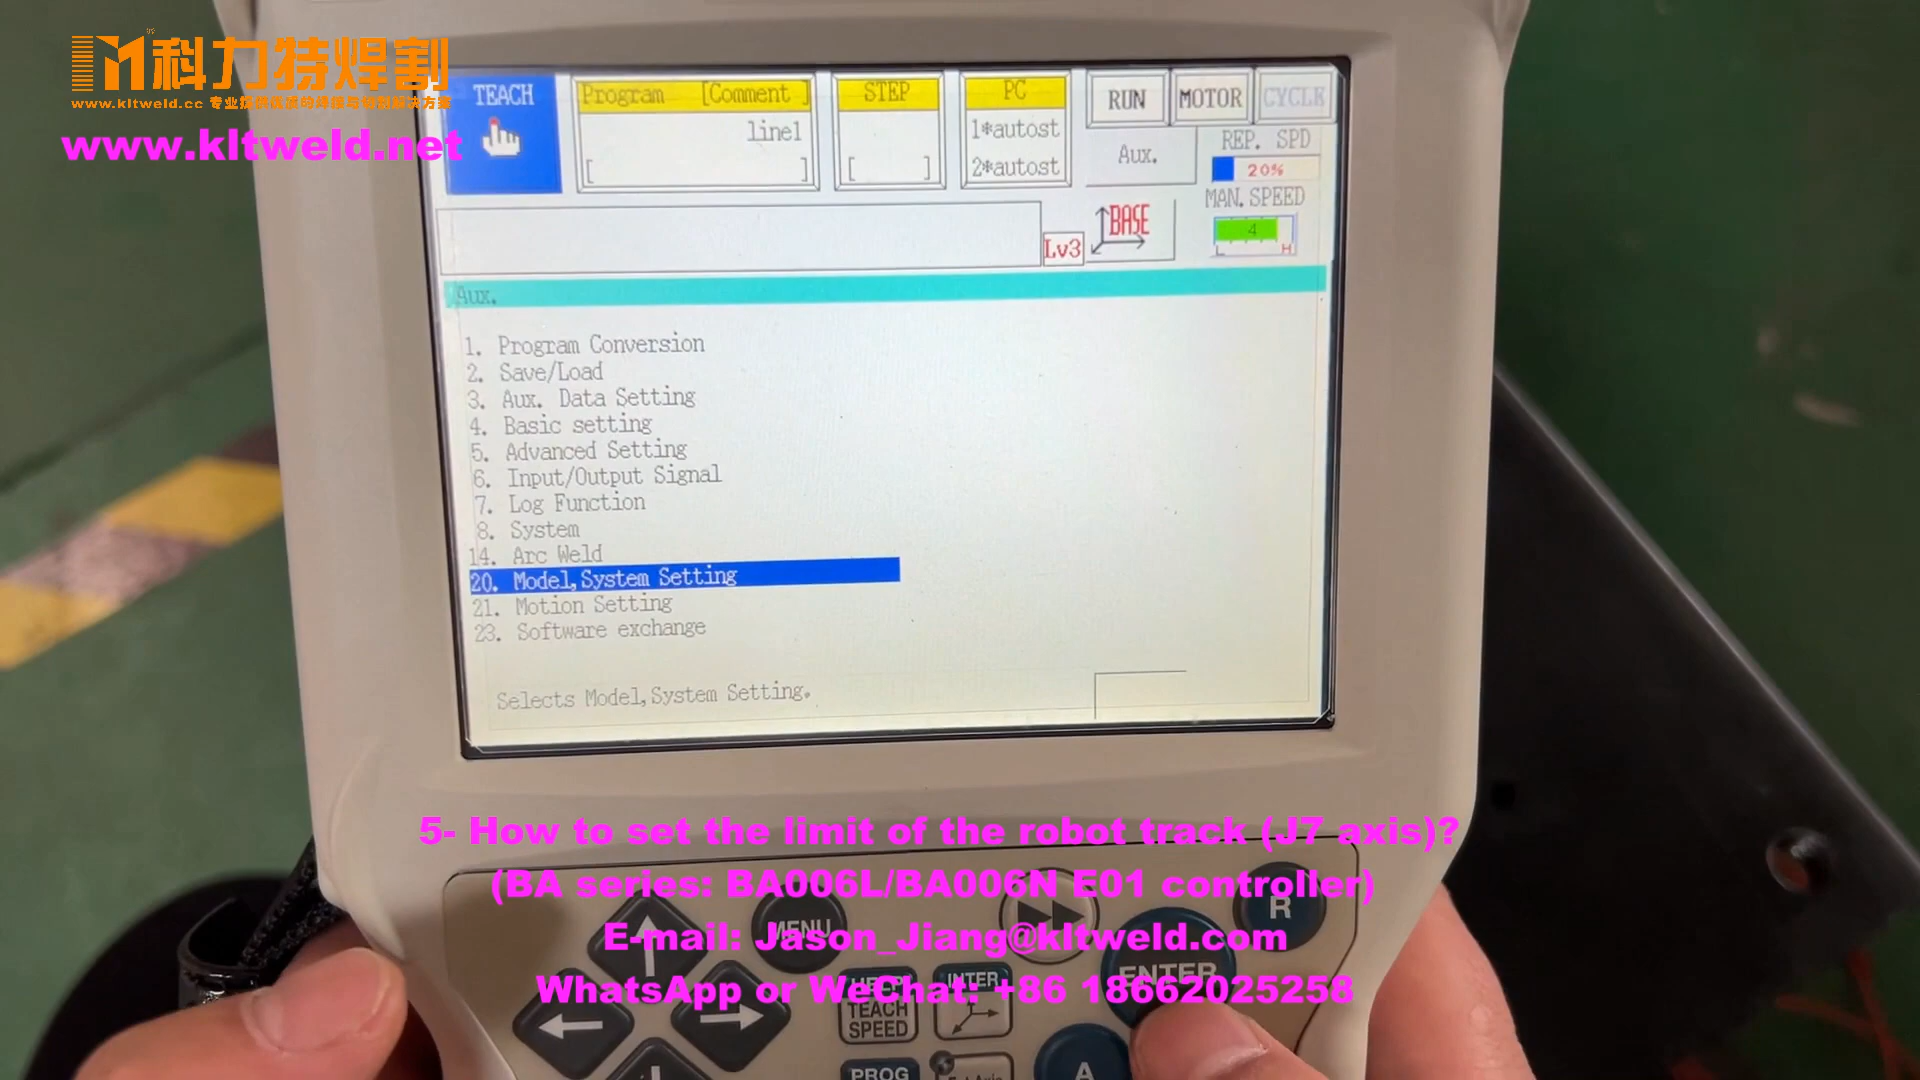 科力特焊割
www.kltweld.cc 专业提供优质的焊接与切割解决方案
www.kltweld.net
TEACH
Program [Comment ]
line1
[ ]
STEP
[ ]
PC
1*autost
2*autost
RUN
MOTOR
CYCLE
Aux.
REP. SPD
20%
MAN.SPEED
4
L H
Lv3
BASE
Aux.
1. Program Conversion
2. Save/Load
3. Aux. Data Setting
4. Basic setting
5. Advanced Setting
6. Input/Output Signal
7. Log Function
8. System
14. Arc Weld
20. Model,System Setting
21. Motion Setting
23. Software exchange
Selects Model,System Setting.
5- How to set the limit of the robot track (J7 axis)?
(BA series: BA006L/BA006N E01 controller)
E-mail: Jason_Jiang@kltweld.com
WhatsApp or WeChat: +86 18662025258
MENU
R
ENTER
INTER
TEACH
SPEED
PROG
A